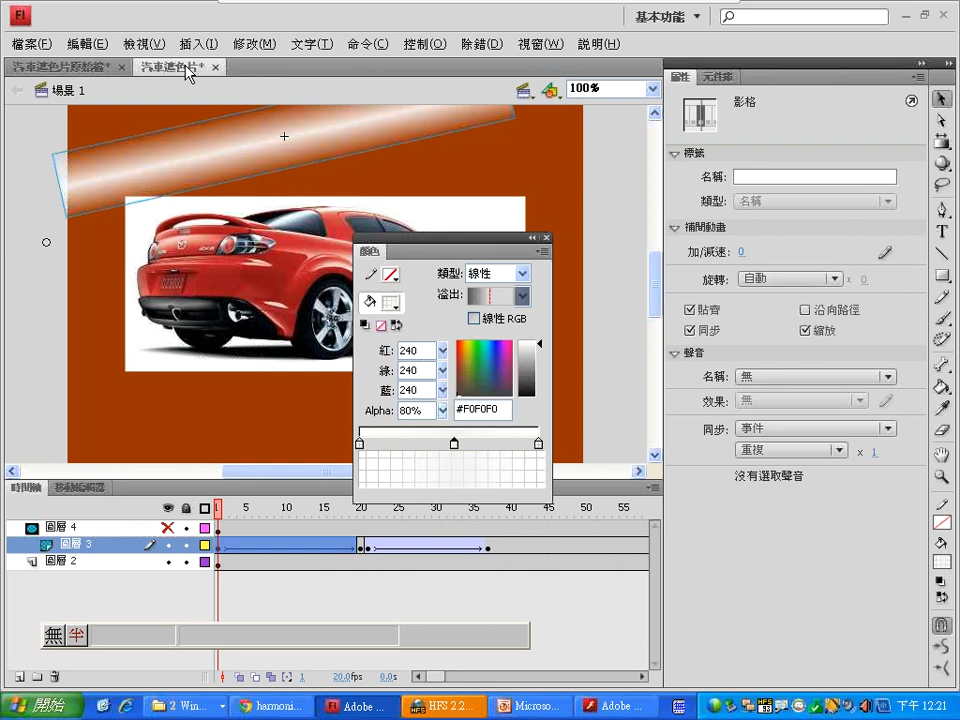 Fl 基本功能
檔案(F) 編輯(E) 檢視(V) 插入(I) 修改(M) 文字(T) 命令(C) 控制(O) 除錯(D) 視窗(W) 說明(H)
汽車遮色片原始檔* × 汽車遮色片* ×
場景 1 100%
屬性 元件庫
影格
標籤
名稱:
類型: 名稱
補間動畫
加/減速: 0
旋轉: 自動 x 0
貼齊 沿向路徑
同步 縮放
聲音
名稱: 無
效果: 無
同步: 事件
重複 x 1
沒有選取聲音
顏色
類型: 線性
溢出:
線性 RGB
紅: 240
綠: 240
藍: 240
Alpha: 80% #F0F0F0
時間軸 移動編輯器
1 5 10 15 20 25 30 35 40 45 50 55
圖層 4
圖層 3
圖層 2
無 半
1 20.0fps 0.0s
開始 2 Win... harmoni... Adobe ... HFS 2.2... Microso... Adobe ... 下午 12:21